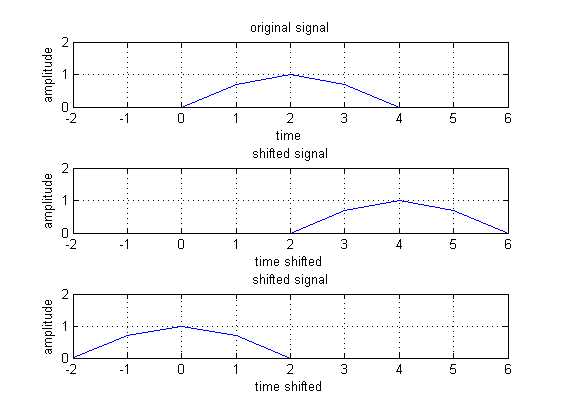 original signal
2
1
0
amplitude
-2 -1 0 1 2 3 4 5 6
time
shifted signal
2
1
0
amplitude
-2 -1 0 1 2 3 4 5 6
time shifted
shifted signal
2
1
0
amplitude
-2 -1 0 1 2 3 4 5 6
time shifted